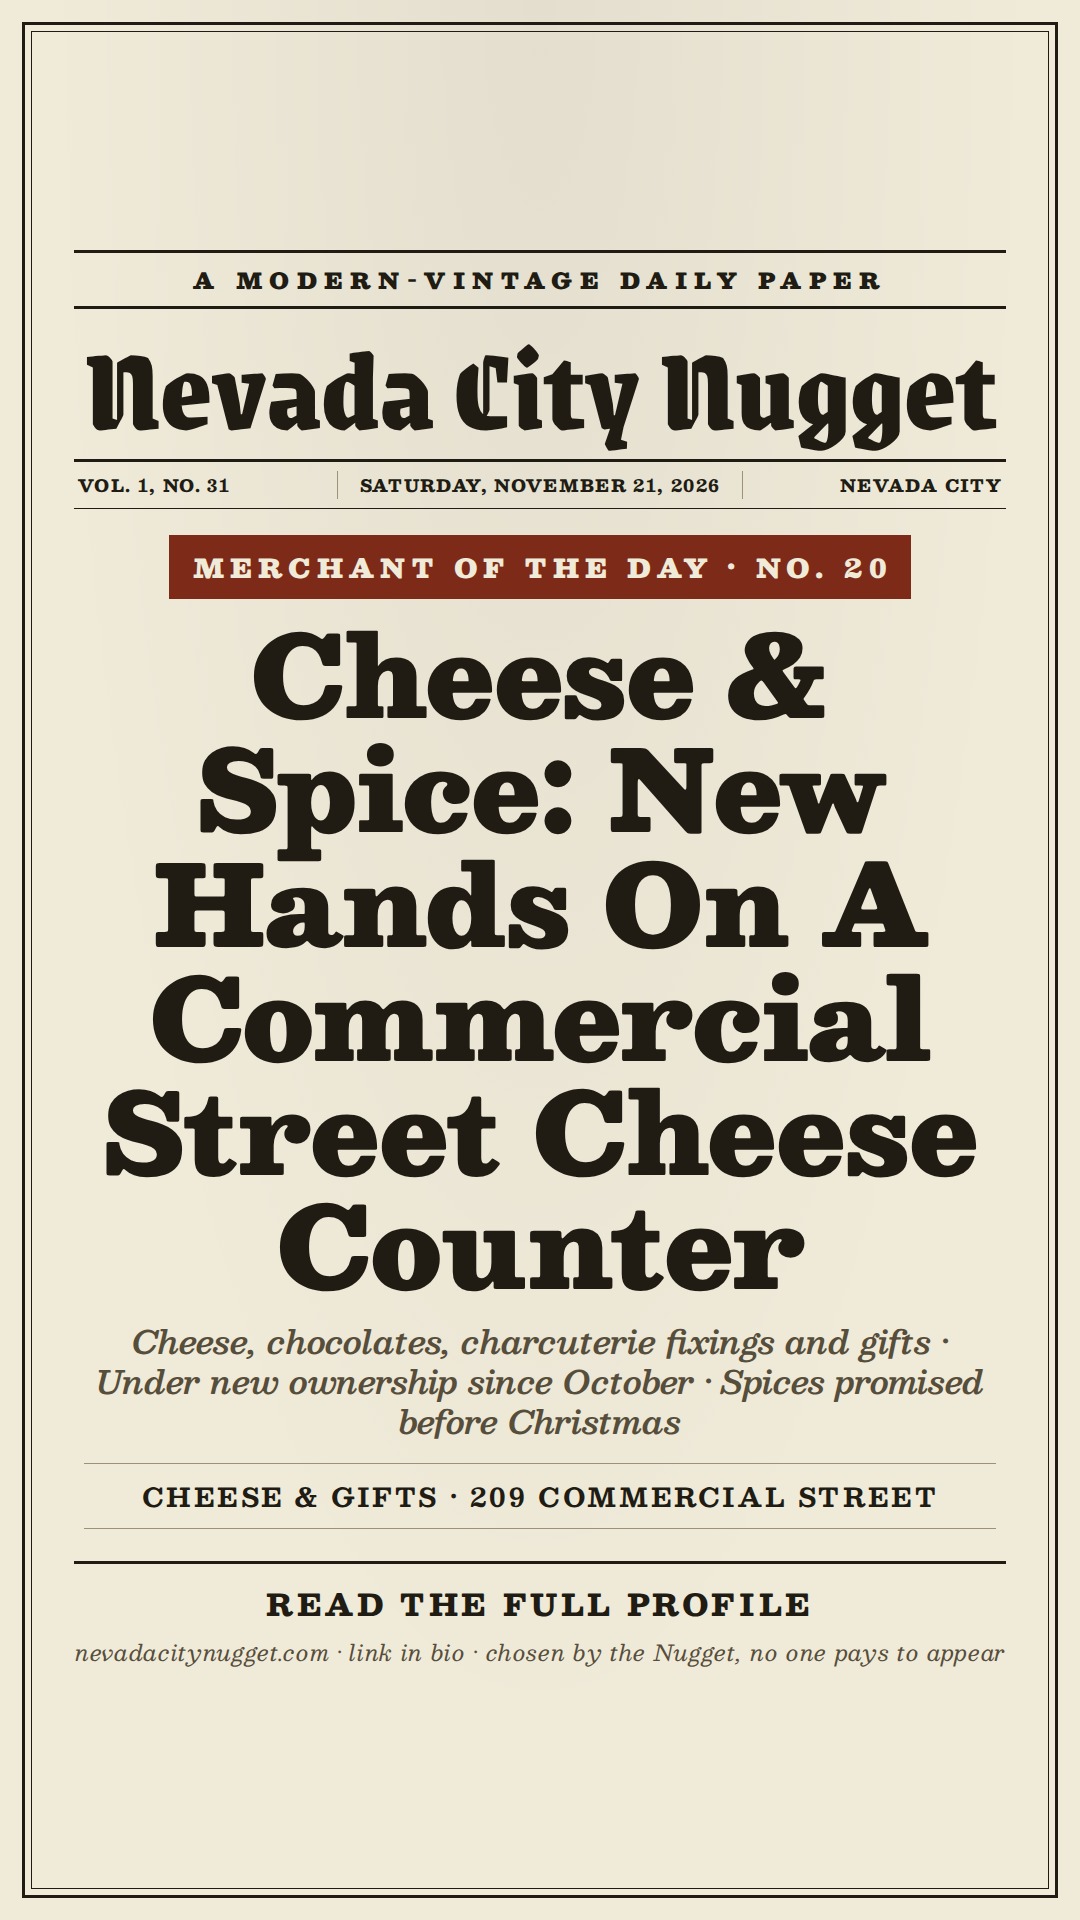 A MODERN-VINTAGE DAILY PAPER
Nevada City Nugget
VOL. 1, NO. 31
SATURDAY, NOVEMBER 21, 2026
NEVADA CITY
MERCHANT OF THE DAY · NO. 20
Cheese &
Spice: New
Hands On A
Commercial
Street Cheese
Counter
Cheese, chocolates, charcuterie fixings and gifts ·
Under new ownership since October · Spices promised
before Christmas
CHEESE & GIFTS · 209 COMMERCIAL STREET
READ THE FULL PROFILE
nevadacitynugget.com · link in bio · chosen by the Nugget, no one pays to appear